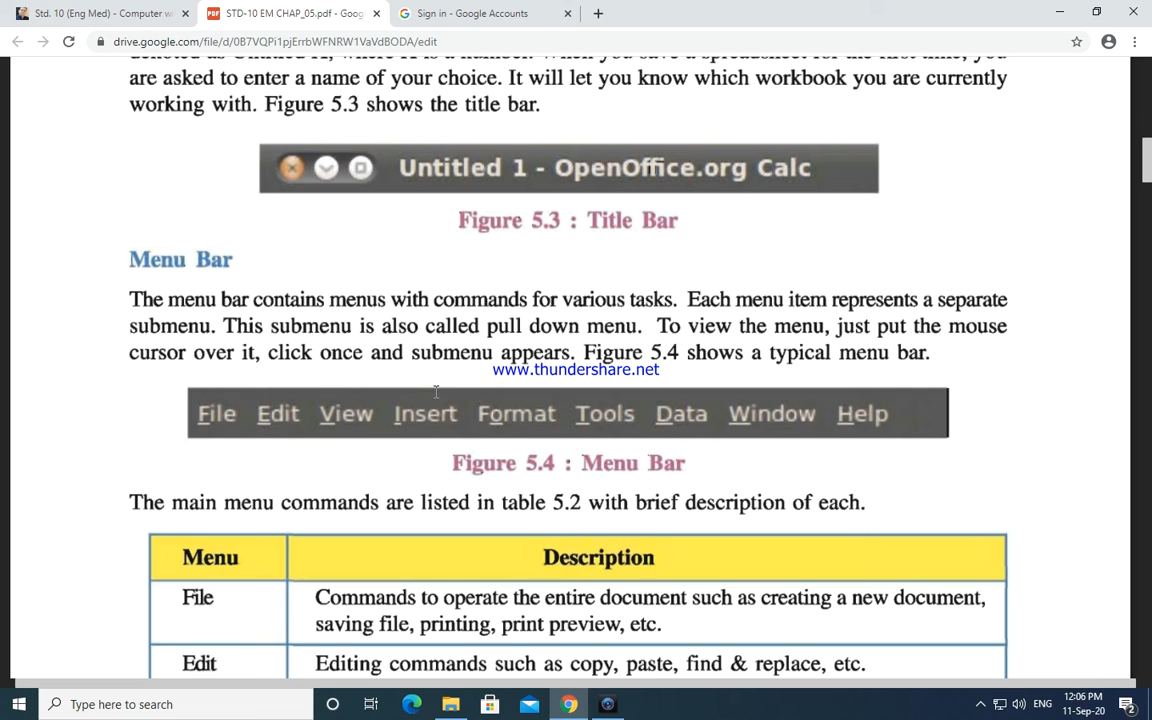 Std. 10 (Eng Med) - Computer w
STD-10 EM CHAP_05.pdf - Goog
Sign in - Google Accounts
drive.google.com/file/d/0B7VQPi1pjErrbWFNRW1VaVdBODA/edit
are asked to enter a name of your choice. It will let you know which workbook you are currently
working with. Figure 5.3 shows the title bar.
Untitled 1 - OpenOffice.org Calc
Figure 5.3 : Title Bar
Menu Bar
The menu bar contains menus with commands for various tasks. Each menu item represents a separate
submenu. This submenu is also called pull down menu. To view the menu, just put the mouse
cursor over it, click once and submenu appears. Figure 5.4 shows a typical menu bar.
www.thundershare.net
File Edit View Insert Format Tools Data Window Help
Figure 5.4 : Menu Bar
The main menu commands are listed in table 5.2 with brief description of each.
Menu Description
File Commands to operate the entire document such as creating a new document,
saving file, printing, print preview, etc.
Edit Editing commands such as copy, paste, find & replace, etc.
Type here to search
ENG
12:06 PM
11-Sep-20
2